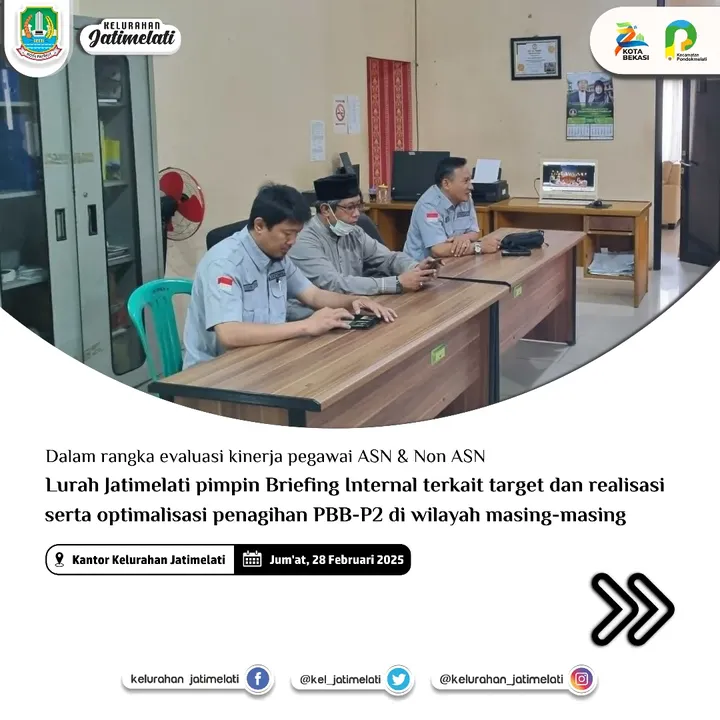 KELURAHAN
Jatimelati
KOTA
BEKASI
Kecamatan
Pondokmelati
Dalam rangka evaluasi kinerja pegawai ASN & Non ASN
Lurah Jatimelati pimpin Briefing Internal terkait target dan realisasi
serta optimalisasi penagihan PBB-P2 di wilayah masing-masing
Kantor Kelurahan Jatimelati
Jum'at, 28 Februari 2025
kelurahan jatimelati
@kel_jatimelati
@kelurahan_jatimelati